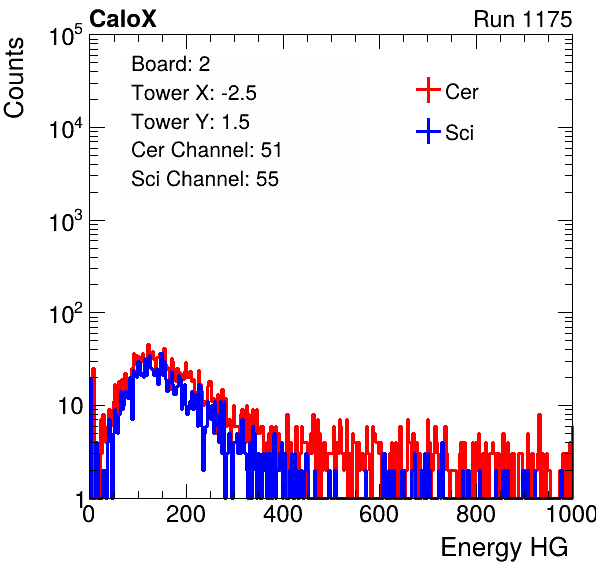 CaloX
Run 1175
Counts
10^5
10^4
10^3
10^2
10
1
Board: 2
Tower X: -2.5
Tower Y: 1.5
Cer Channel: 51
Sci Channel: 55
Cer
Sci
0 200 400 600 800 1000
Energy HG